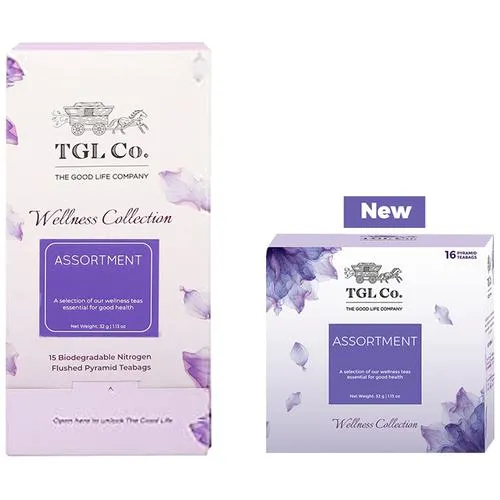 TGL Co.
THE GOOD LIFE COMPANY
Wellness Collection
ASSORTMENT
A selection of our wellness teas
essential for good health
Net Weight: 32 g | 1.13 oz
15 Biodegradable Nitrogen
Flushed Pyramid Teabags
Open here to unlock The Good Life
New
16 PYRAMID
TEABAGS
TGL Co.
THE GOOD LIFE COMPANY
ASSORTMENT
A selection of our wellness teas
essential for good health
Net Weight: 32 g | 1.13 oz
Wellness Collection